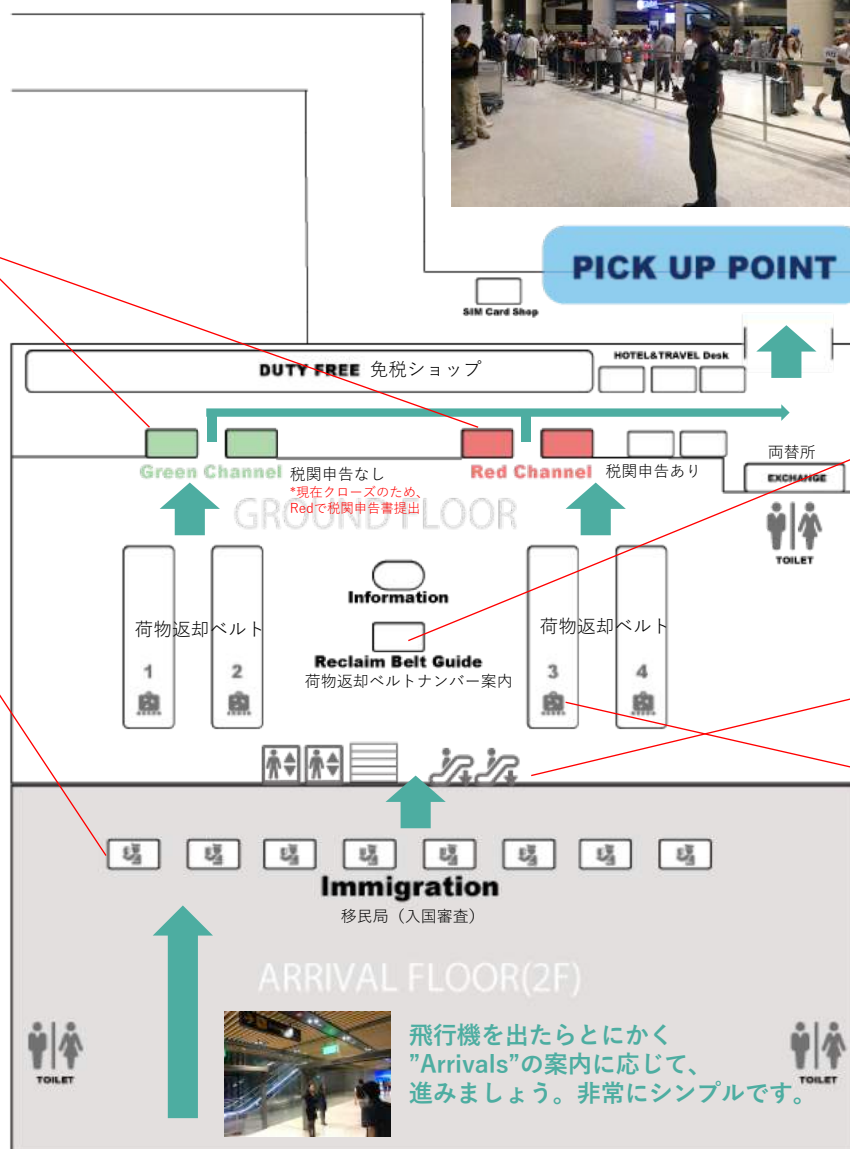 PICK UP POINT
SIM Card Shop
DUTY FREE 免税ショップ
HOTEL&TRAVEL Desk
Green Channel 税関申告なし
*現在クローズのため、
Redで税関申告書提出
Red Channel 税関申告あり
両替所
EXCHANGE
GROUND FLOOR
TOILET
Information
荷物返却ベルト
荷物返却ベルト
Reclaim Belt Guide
荷物返却ベルトナンバー案内
1
2
3
4
Immigration
移民局（入国審査）
ARRIVAL FLOOR(2F)
飛行機を出たらとにかく
”Arrivals”の案内に応じて、
進みましょう。非常にシンプルです。
TOILET
TOILET